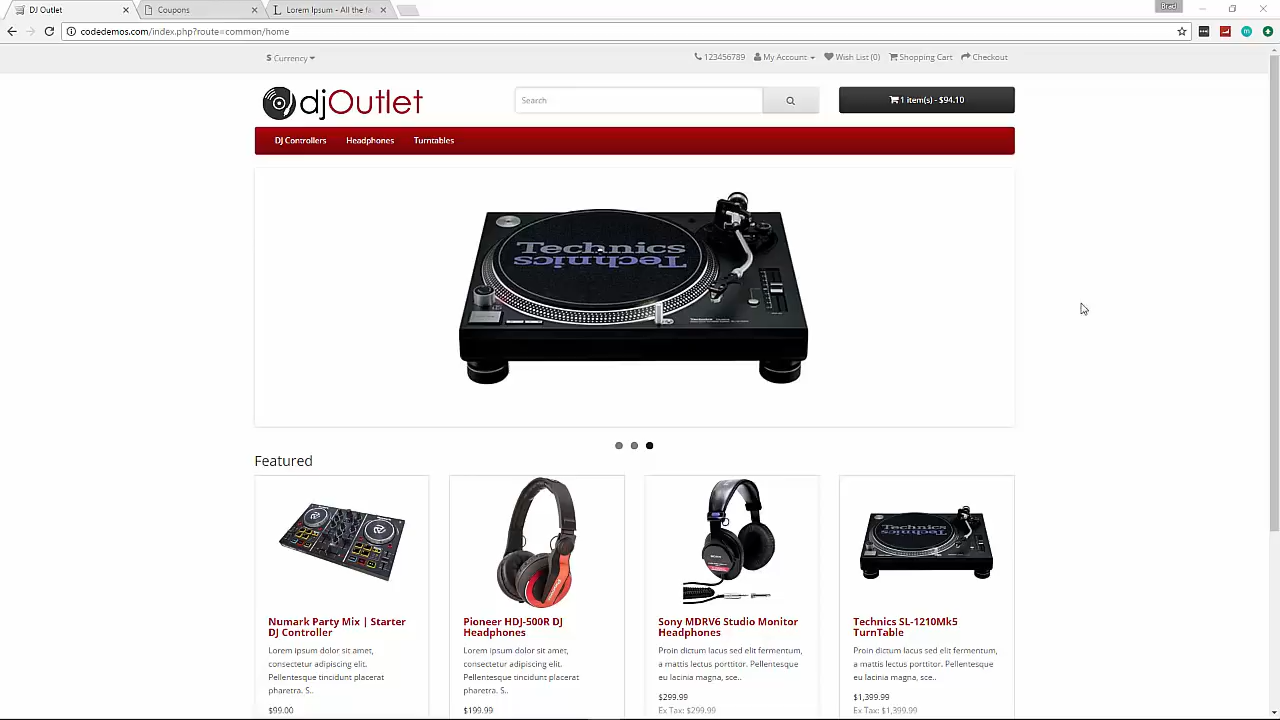 DJ Outlet
Coupons
Lorem Ipsum - All the fa
Bred
codedemos.com/index.php?route=common/home
$ Currency
123456789 My Account Wish List (0) Shopping Cart Checkout
djOutlet
Search
1 item(s) - $94.10
DJ Controllers Headphones Turntables
Technics
Technics
Featured
Technics
Numark Party Mix | Starter
DJ Controller
Lorem ipsum dolor sit amet,
consectetur adipiscing elit.
Pellentesque tincidunt placerat
pharetra. S..
$99.00
Pioneer HDJ-500R DJ
Headphones
Lorem ipsum dolor sit amet,
consectetur adipiscing elit.
Pellentesque tincidunt placerat
pharetra. S..
$199.99
Sony MDRV6 Studio Monitor
Headphones
Proin dictum lacus sed elit fermentum,
a mattis lectus porttitor. Pellentesque
eu lacinia magna, sce..
$299.99
Ex Tax: $299.99
Technics SL-1210Mk5
TurnTable
Proin dictum lacus sed elit fermentum,
a mattis lectus porttitor. Pellentesque
eu lacinia magna, sce..
$1,399.99
Ex Tax: $1,399.99